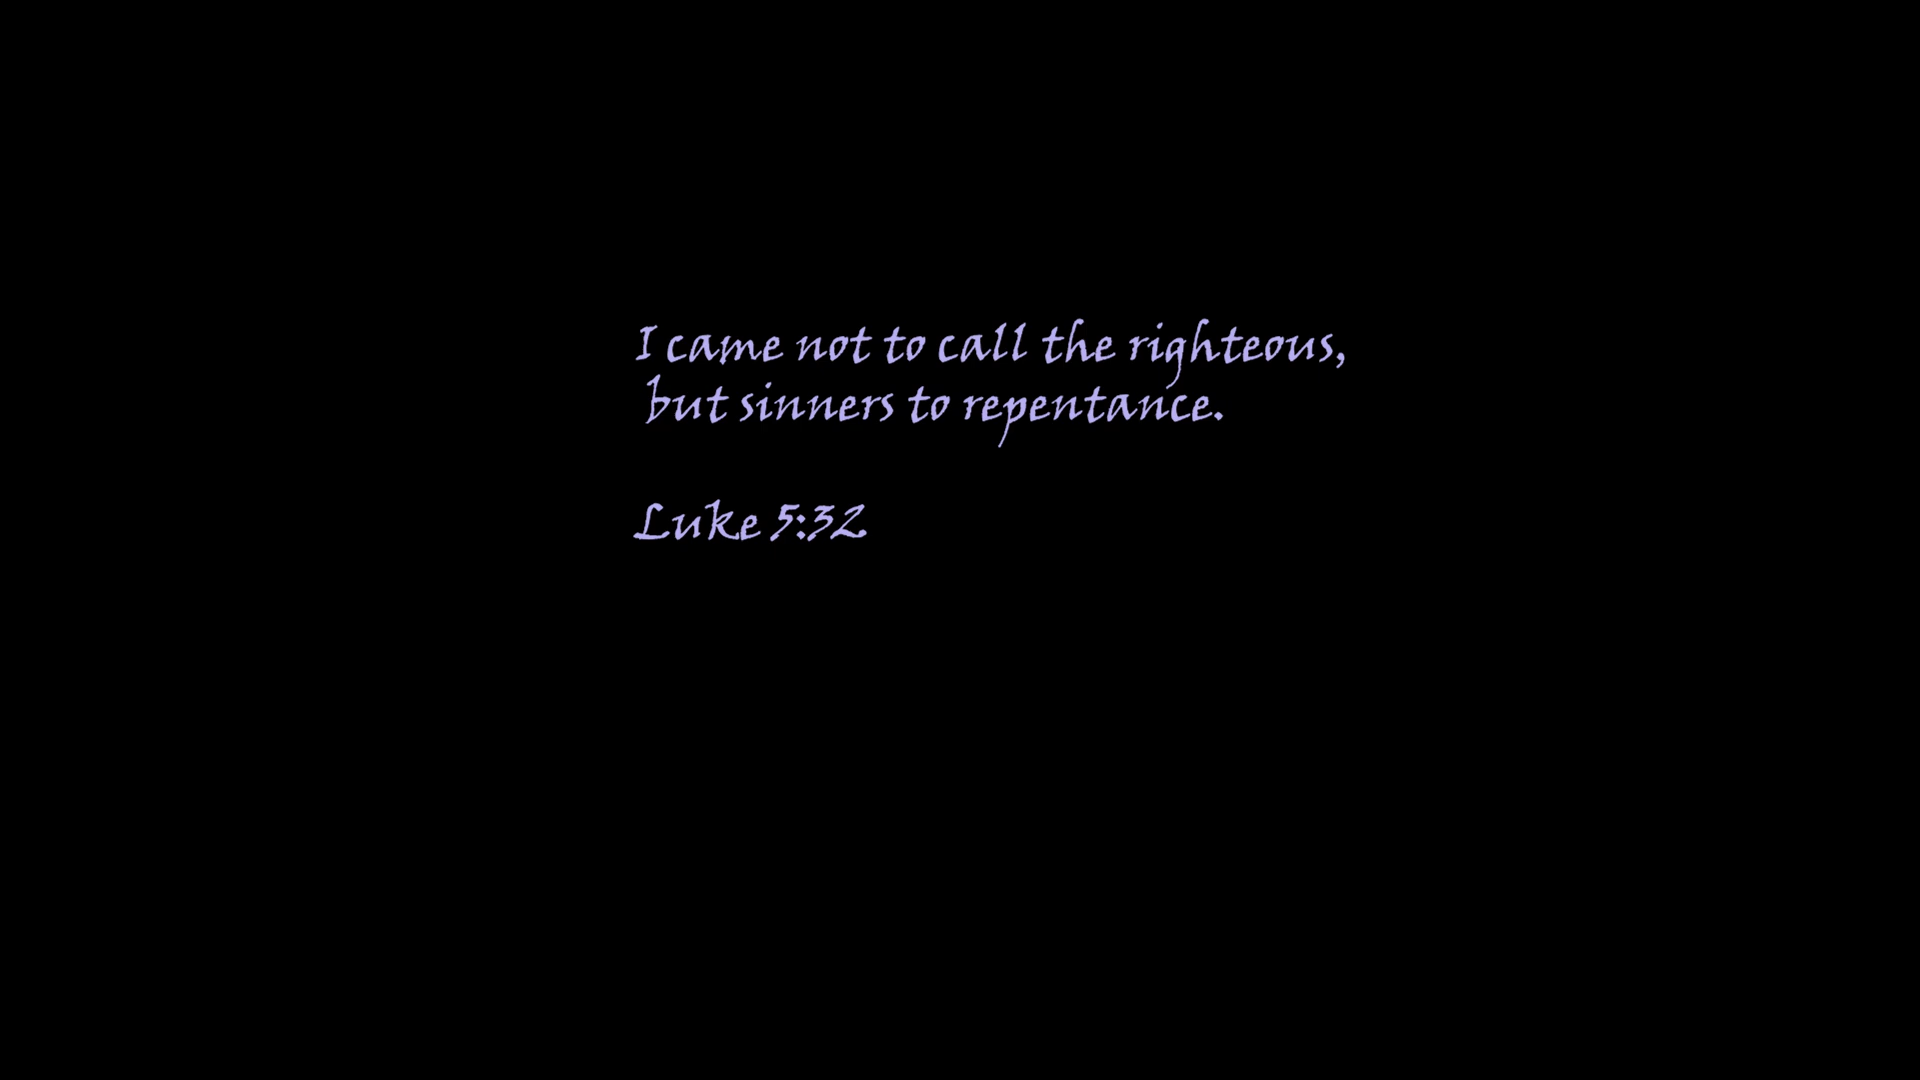 I came not to call the righteous,
but sinners to repentance.
Luke 5:32